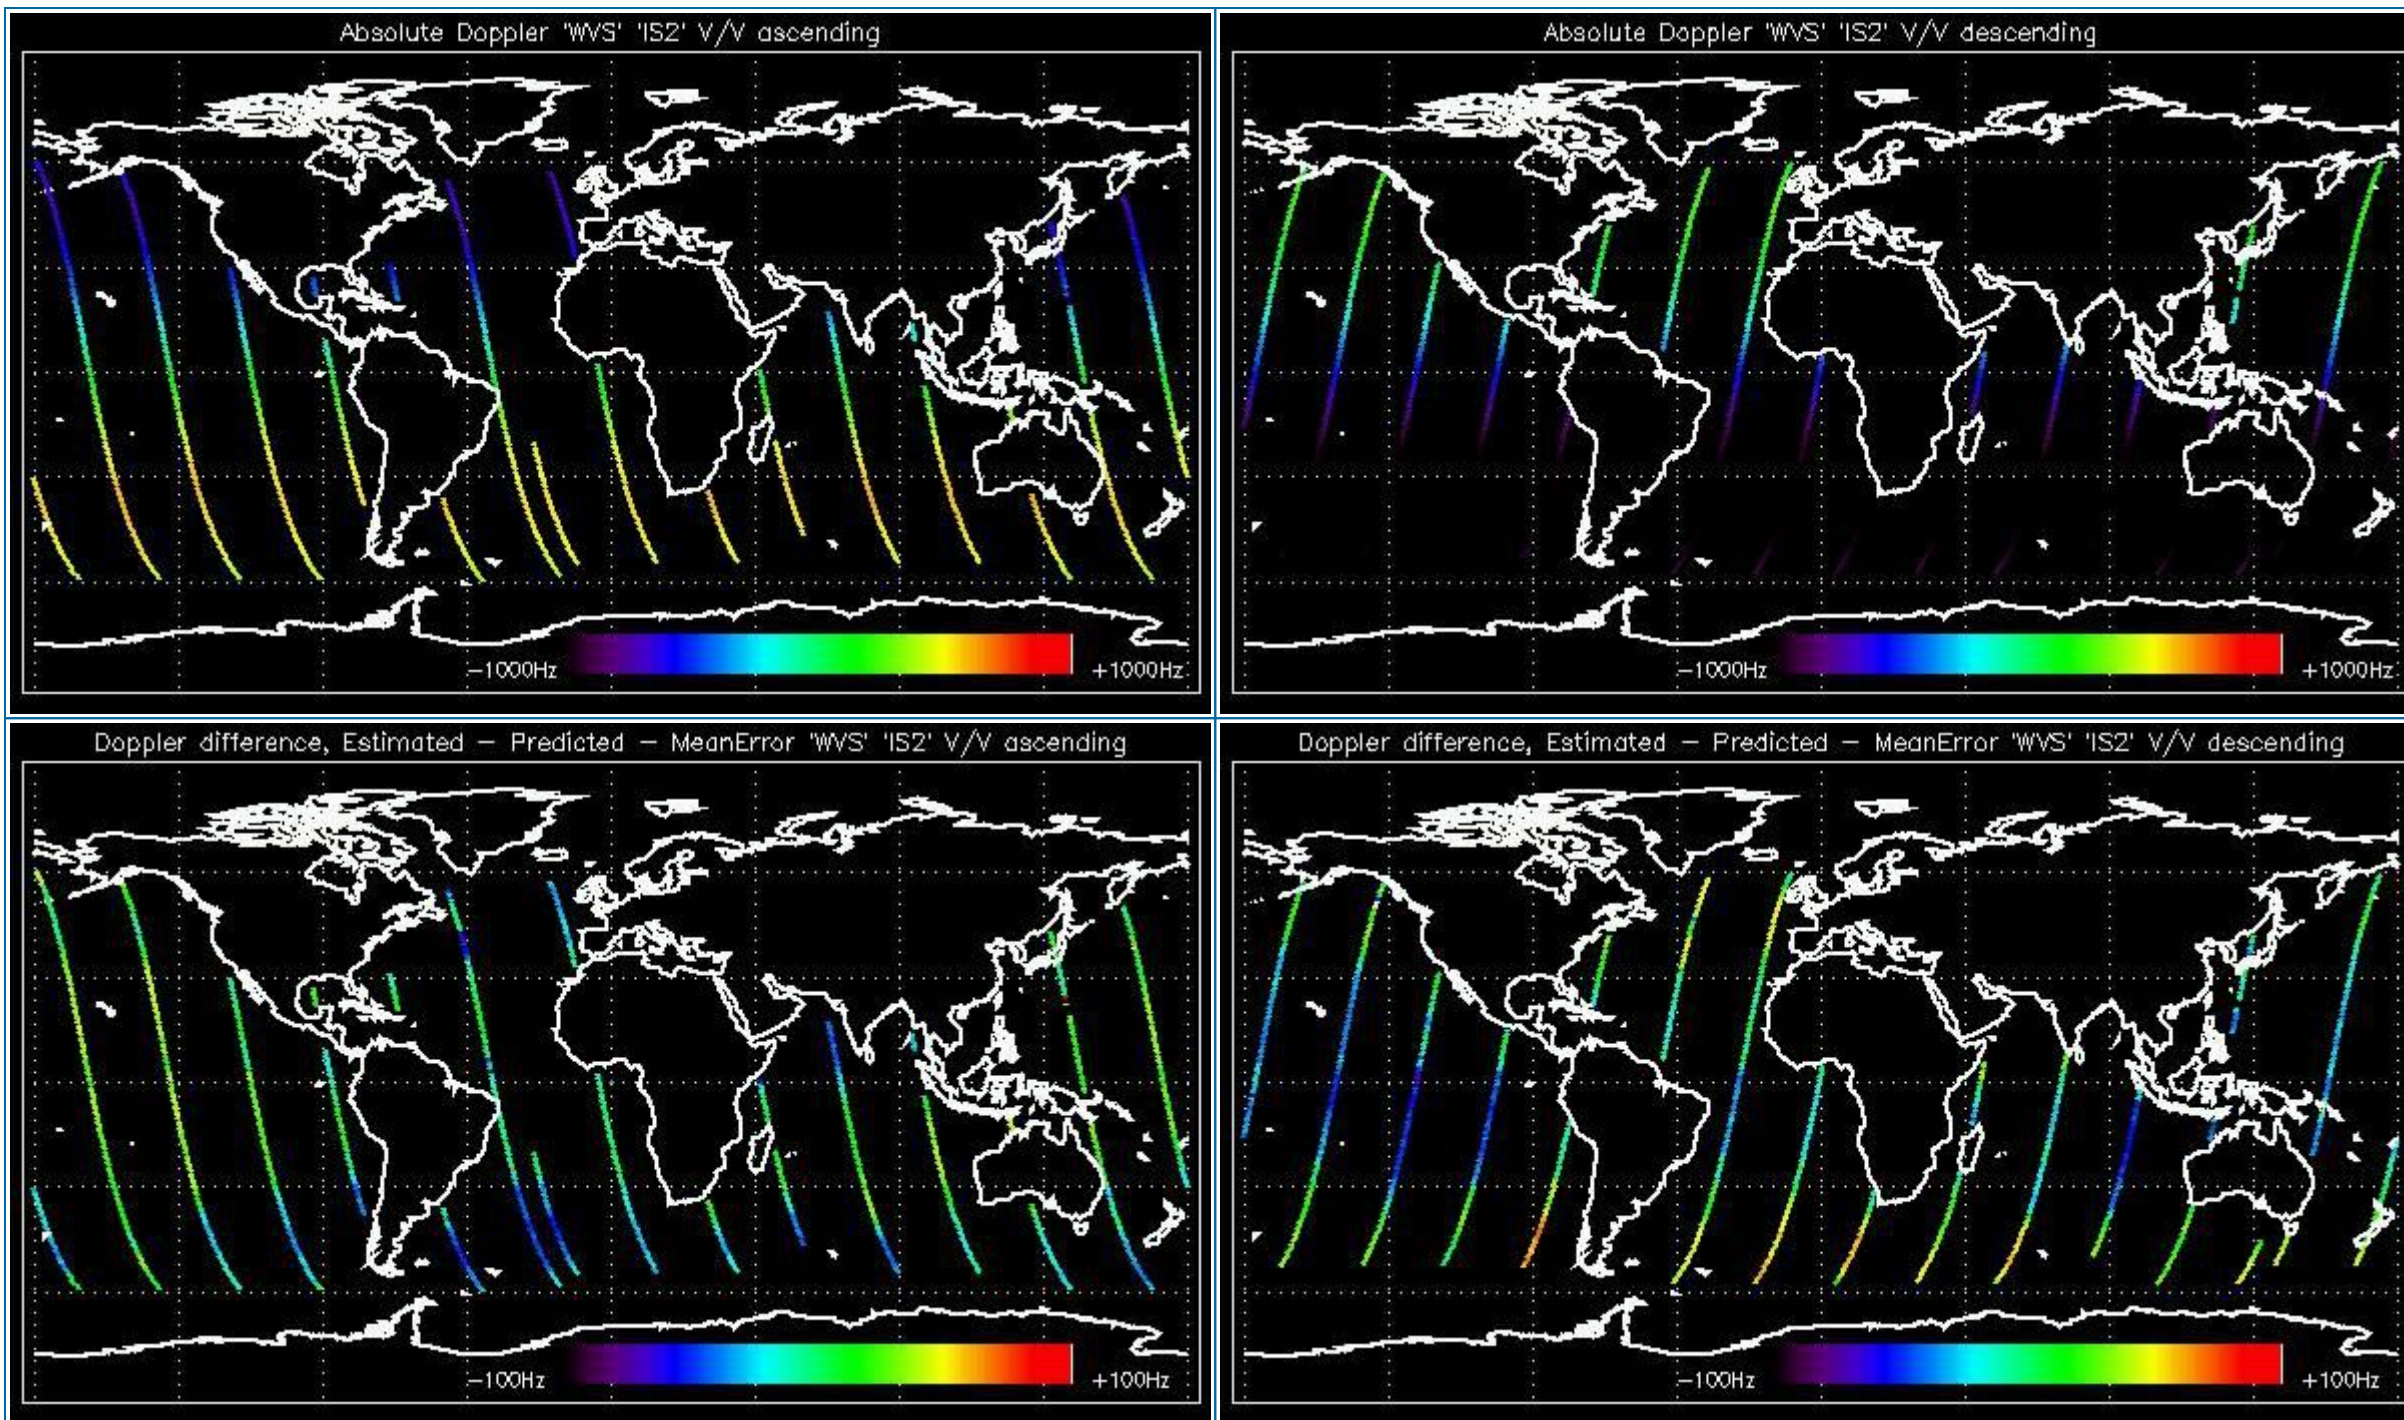 Absolute Doppler 'WVS' 'IS2' V/V ascending
-1000Hz
+1000Hz
Absolute Doppler 'WVS' 'IS2' V/V descending
-1000Hz
+1000Hz
Doppler difference, Estimated - Predicted - MeanError 'WVS' 'IS2' V/V ascending
-100Hz
+100Hz
Doppler difference, Estimated - Predicted - MeanError 'WVS' 'IS2' V/V descending
-100Hz
+100Hz